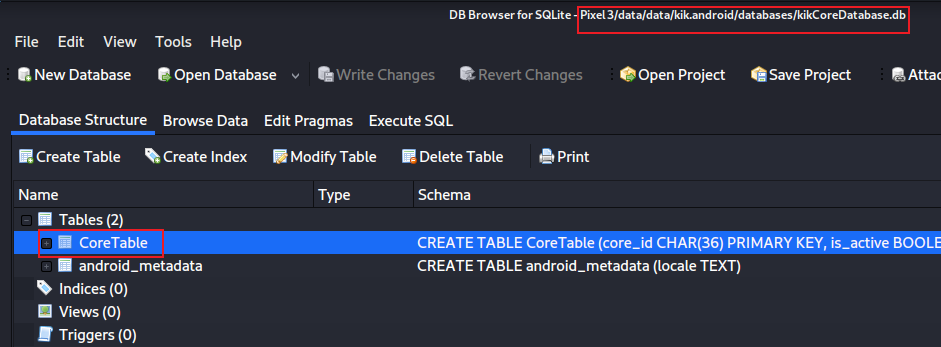 DB Browser for SQLite - Pixel 3/data/data/kik.android/databases/kikCoreDatabase.db
File Edit View Tools Help
New Database Open Database Write Changes Revert Changes Open Project Save Project Attac
Database Structure Browse Data Edit Pragmas Execute SQL
Create Table Create Index Modify Table Delete Table Print
Name Type Schema
Tables (2)
CoreTable CREATE TABLE CoreTable (core_id CHAR(36) PRIMARY KEY, is_active BOOLE
android_metadata CREATE TABLE android_metadata (locale TEXT)
Indices (0)
Views (0)
Triggers (0)